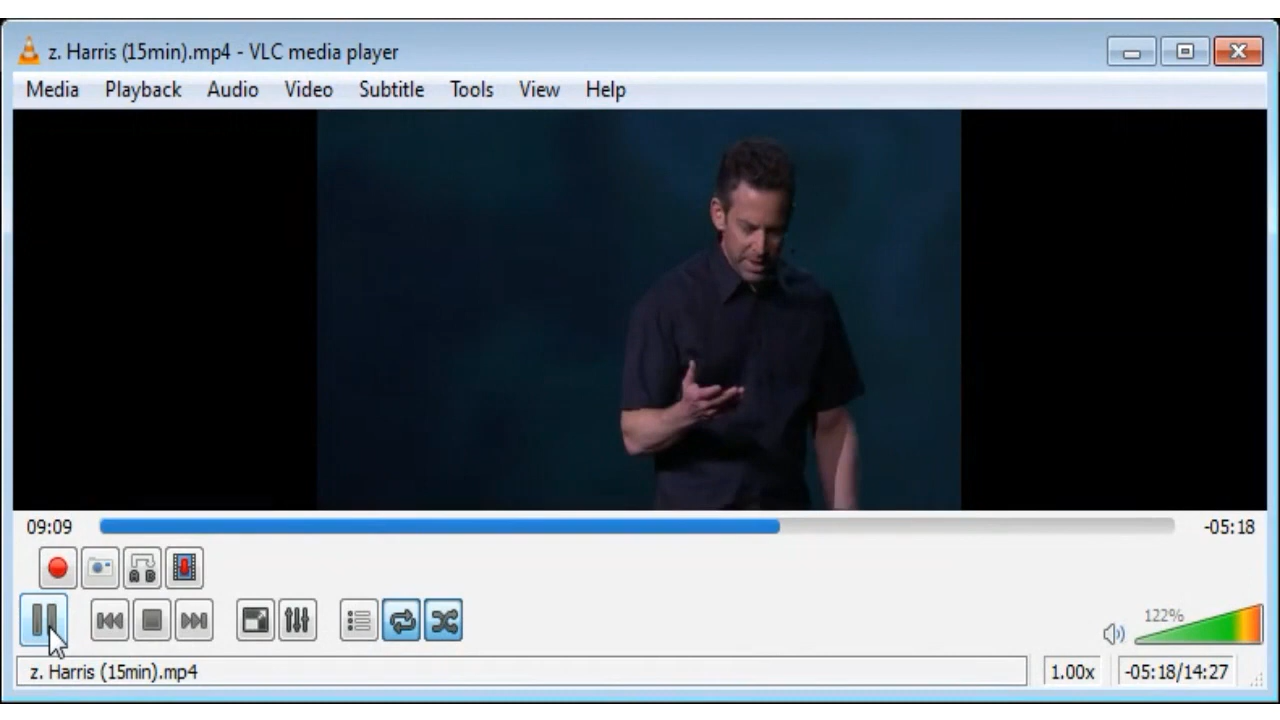 z. Harris (15min).mp4 - VLC media player
Media Playback Audio Video Subtitle Tools View Help
09:09 -05:18
A B
122%
z. Harris (15min).mp4 1.00x -05:18/14:27